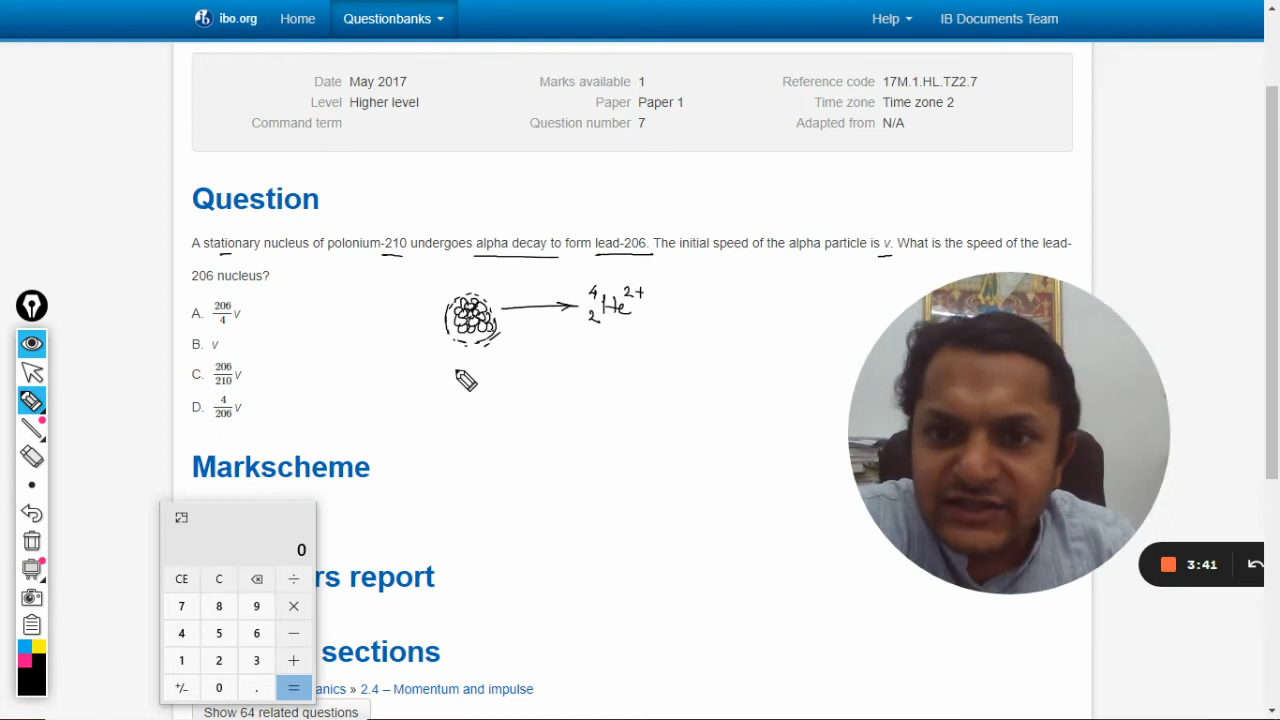 ibo.org Home Questionbanks Help IB Documents Team
Date May 2017 Marks available 1 Reference code 17M.1.HL.TZ2.7
Level Higher level Paper Paper 1 Time zone Time zone 2
Command term Question number 7 Adapted from N/A
Question
A stationary nucleus of polonium-210 undergoes alpha decay to form lead-206. The initial speed of the alpha particle is v. What is the speed of the lead-
206 nucleus?
A. 206/4 v
B. v
C. 206/210 v
D. 4/206 v
4 2 He 2+
Markscheme
0
CE C ⌫ ÷
7 8 9 ×
4 5 6 −
1 2 3 +
+/− 0 . =
rs report
sections
anics » 2.4 – Momentum and impulse
Show 64 related questions
3:41